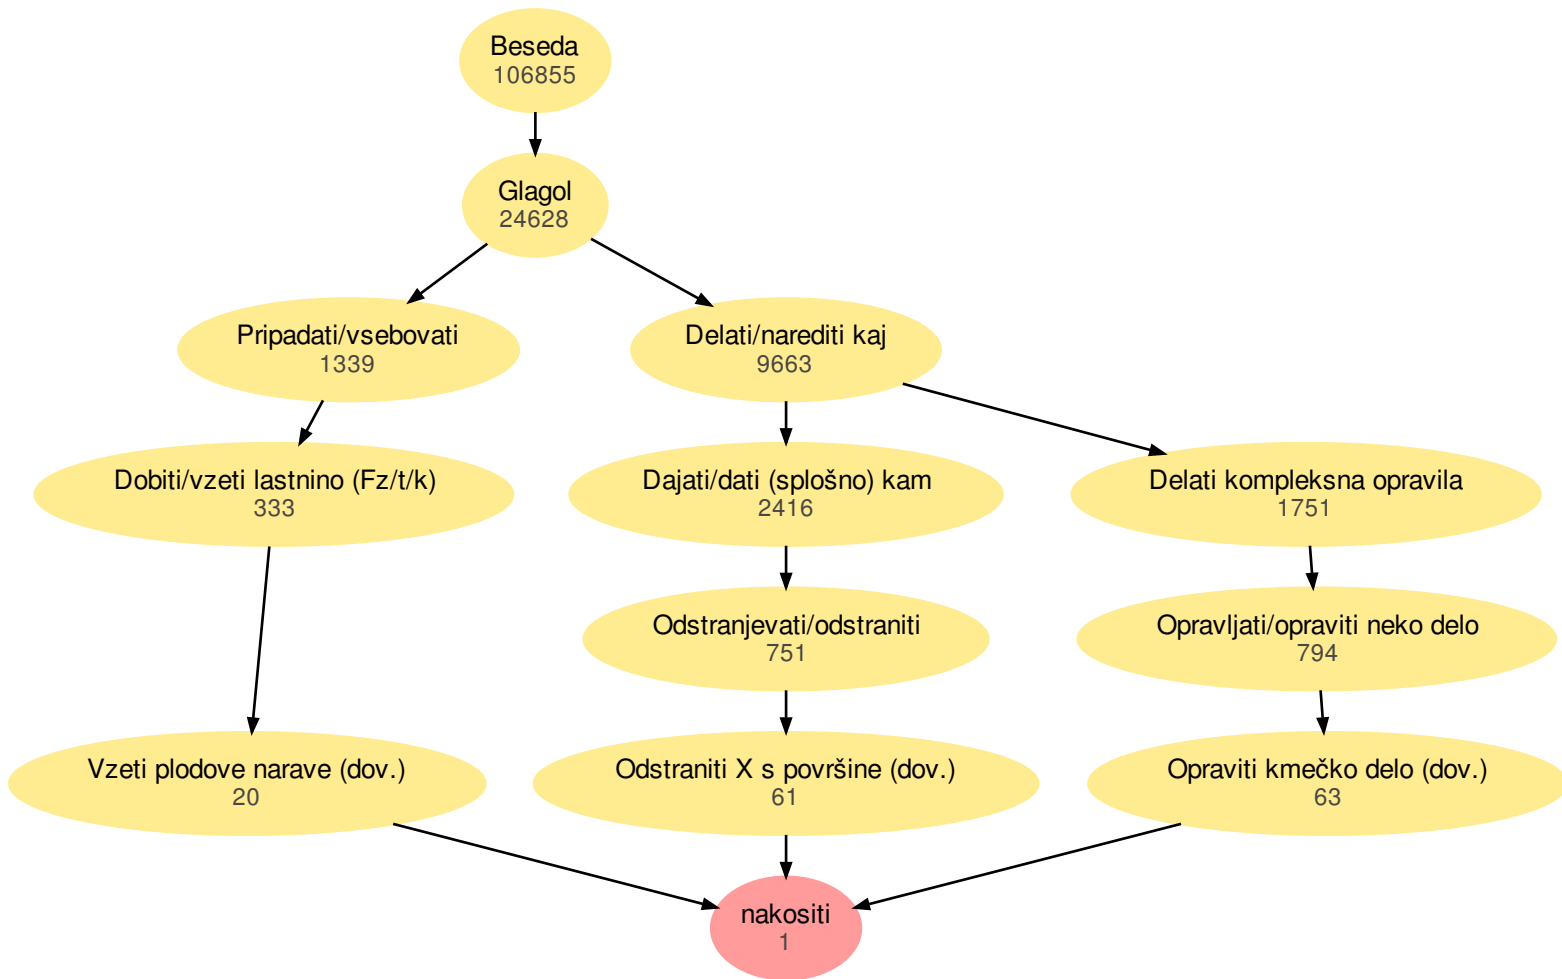 Beseda
106855
Glagol
24628
Pripadati/vsebovati
1339
Delati/narediti kaj
9663
Dobiti/vzeti lastnino (Fz/t/k)
333
Dajati/dati (splošno) kam
2416
Delati kompleksna opravila
1751
Odstranjevati/odstraniti
751
Opravljati/opraviti neko delo
794
Vzeti plodove narave (dov.)
20
Odstraniti X s površine (dov.)
61
Opraviti kmečko delo (dov.)
63
nakositi
1